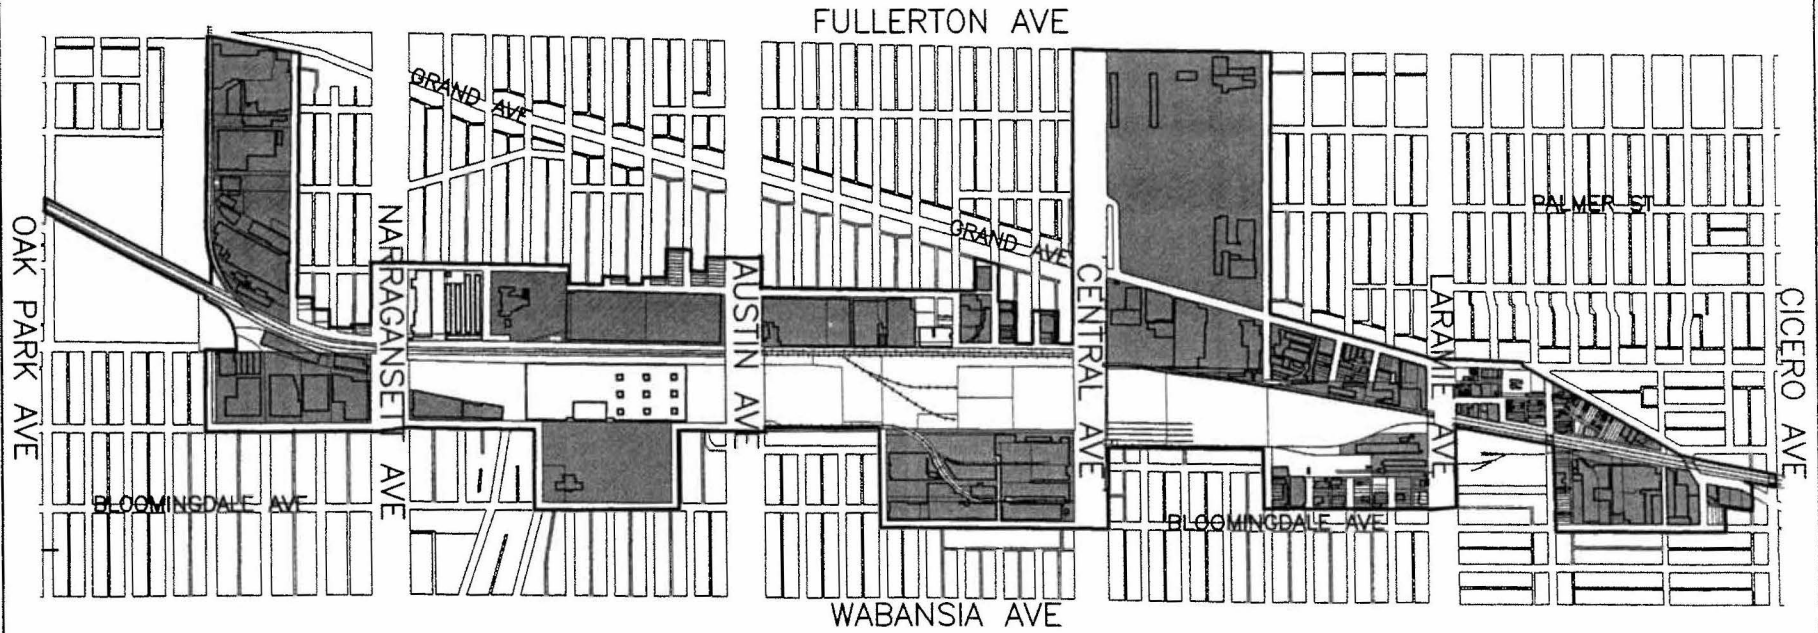 FULLERTON AVE
GRAND AVE
PALMER ST
GRAND AVE
OAK PARK AVE
NARRAGANSETT AVE
AUSTIN AVE
CENTRAL AVE
LARAMIE AVE
CICERO AVE
BLOOMINGDALE AVE
BLOOMINGDALE AVE
WABANSIA AVE